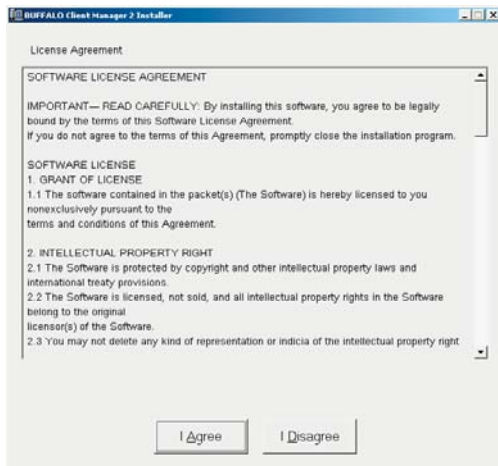 BUFFALO Client Manager 2 Installer
License Agreement
SOFTWARE LICENSE AGREEMENT
IMPORTANT— READ CAREFULLY: By installing this software, you agree to be legally
bound by the terms of this Software License Agreement.
If you do not agree to the terms of this Agreement, promptly close the installation program.
SOFTWARE LICENSE
1. GRANT OF LICENSE
1.1 The software contained in the packet(s) (The Software) is hereby licensed to you
nonexclusively pursuant to the
terms and conditions of this Agreement.
2. INTELLECTUAL PROPERTY RIGHT
2.1 The Software is protected by copyright and other intellectual property laws and
international treaty provisions.
2.2 The Software is licensed, not sold, and all intellectual property rights in the Software
belong to the original
licensor(s) of the Software.
2.3 You may not delete any kind of representation or indicia of the intellectual property right
I Agree
I Disagree